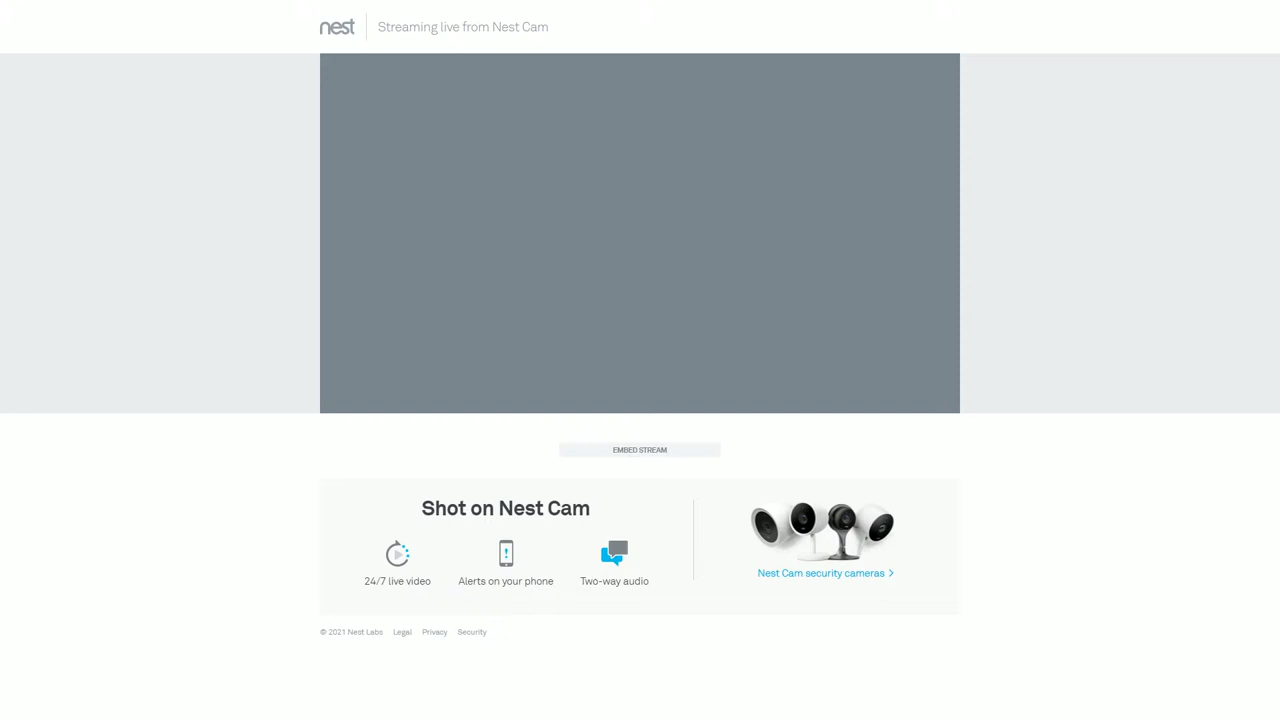 nest
Streaming live from Nest Cam
EMBED STREAM
Shot on Nest Cam
24/7 live video
Alerts on your phone
Two-way audio
Nest Cam security cameras
© 2021 Nest Labs Legal Privacy Security